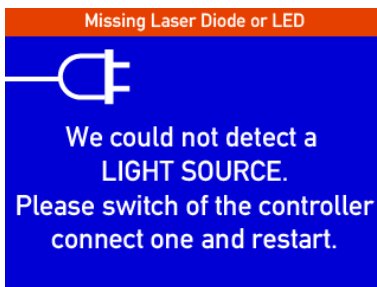 Missing Laser Diode or LED
We could not detect a
LIGHT SOURCE.
Please switch of the controller
connect one and restart.